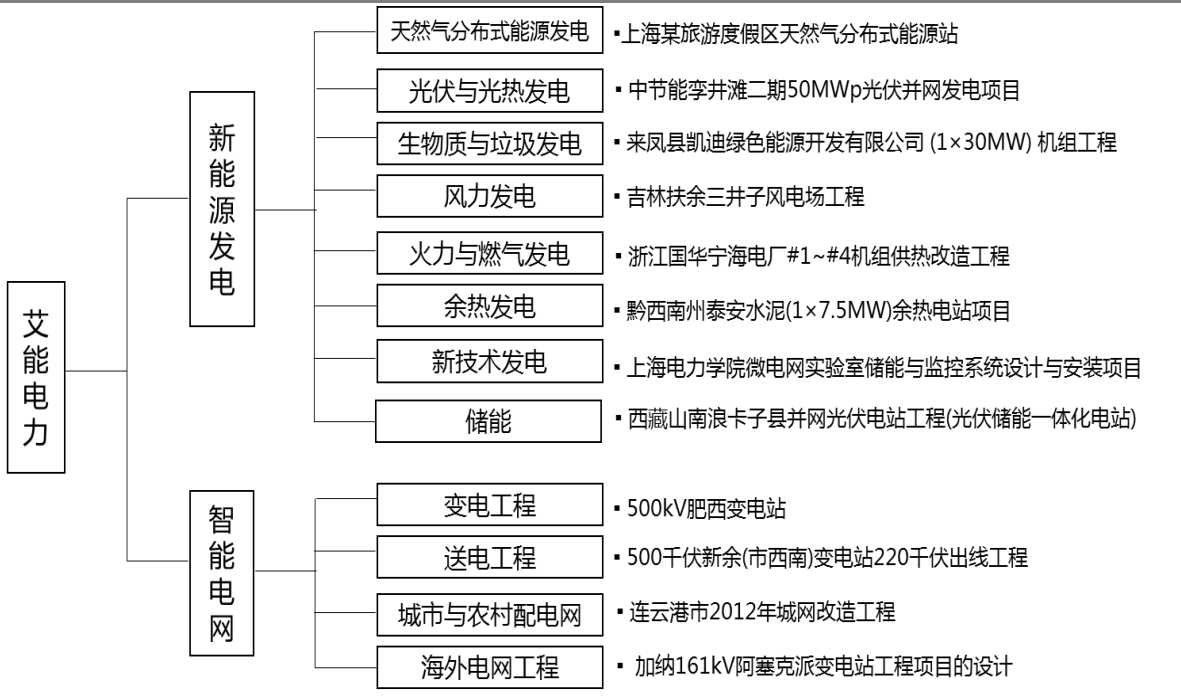 艾能电力
新能源发电
天然气分布式能源发电 ▪上海某旅游度假区天然气分布式能源站
光伏与光热发电 ▪中节能孪井滩二期50MWp光伏并网发电项目
生物质与垃圾发电 ▪来凤县凯迪绿色能源开发有限公司 (1×30MW) 机组工程
风力发电 ▪吉林扶余三井子风电场工程
火力与燃气发电 ▪浙江国华宁海电厂#1~#4机组供热改造工程
余热发电 ▪黔西南州泰安水泥(1×7.5MW)余热电站项目
新技术发电 ▪上海电力学院微电网实验室储能与监控系统设计与安装项目
储能 ▪西藏山南浪卡子县并网光伏电站工程(光伏储能一体化电站)
智能电网
变电工程 ▪500kV肥西变电站
送电工程 ▪500千伏新余(市西南)变电站220千伏出线工程
城市与农村配电网 ▪连云港市2012年城网改造工程
海外电网工程 ▪ 加纳161kV阿塞克派变电站工程项目的设计